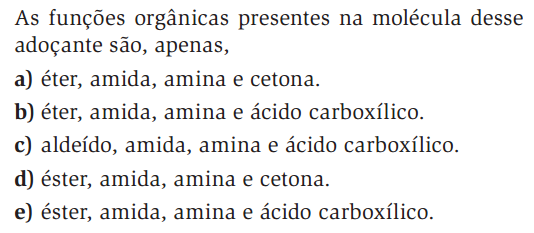 As funções orgânicas presentes na molécula desse
adoçante são, apenas,
a) éter, amida, amina e cetona.
b) éter, amida, amina e ácido carboxílico.
c) aldeído, amida, amina e ácido carboxílico.
d) éster, amida, amina e cetona.
e) éster, amida, amina e ácido carboxílico.